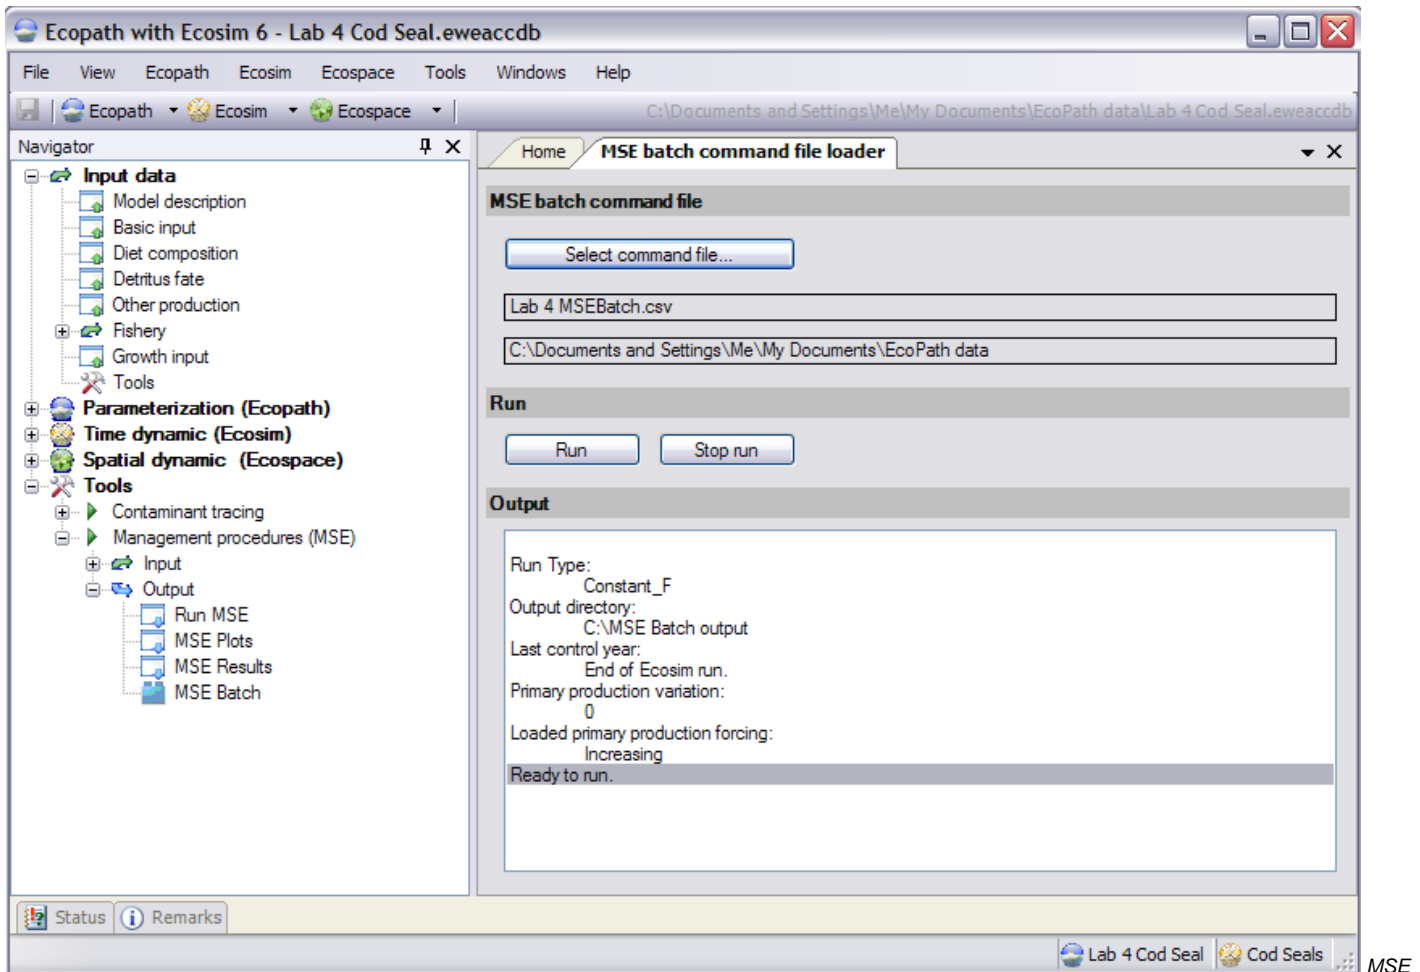 Ecopath with Ecosim 6 - Lab 4 Cod Seal.eweaccdb
File View Ecopath Ecosim Ecospace Tools Windows Help
Ecopath Ecosim Ecospace C:\Documents and Settings\Me\My Documents\EcoPath data\Lab 4 Cod Seal.eweaccdb
Navigator
Input data
Model description
Basic input
Diet composition
Detritus fate
Other production
Fishery
Growth input
Tools
Parameterization (Ecopath)
Time dynamic (Ecosim)
Spatial dynamic (Ecospace)
Tools
Contaminant tracing
Management procedures (MSE)
Input
Output
Run MSE
MSE Plots
MSE Results
MSE Batch
Home MSE batch command file loader
MSE batch command file
Select command file...
Lab 4 MSEBatch.csv
C:\Documents and Settings\Me\My Documents\EcoPath data
Run
Run Stop run
Output
Run Type:
Constant_F
Output directory:
C:\MSE Batch output
Last control year:
End of Ecosim run.
Primary production variation:
0
Loaded primary production forcing:
Increasing
Ready to run.
Status Remarks
Lab 4 Cod Seal Cod Seals
MSE